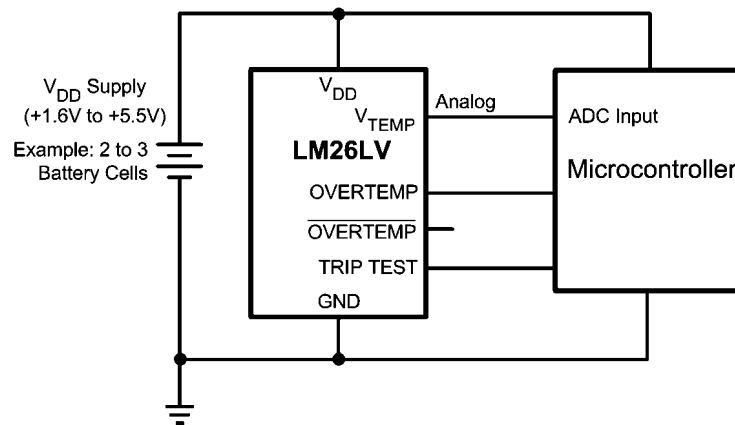 V_DD Supply
(+1.6V to +5.5V)
Example: 2 to 3
Battery Cells
V_DD
V_TEMP
LM26LV
OVERTEMP
OVERTEMP
TRIP TEST
GND
Analog
ADC Input
Microcontroller